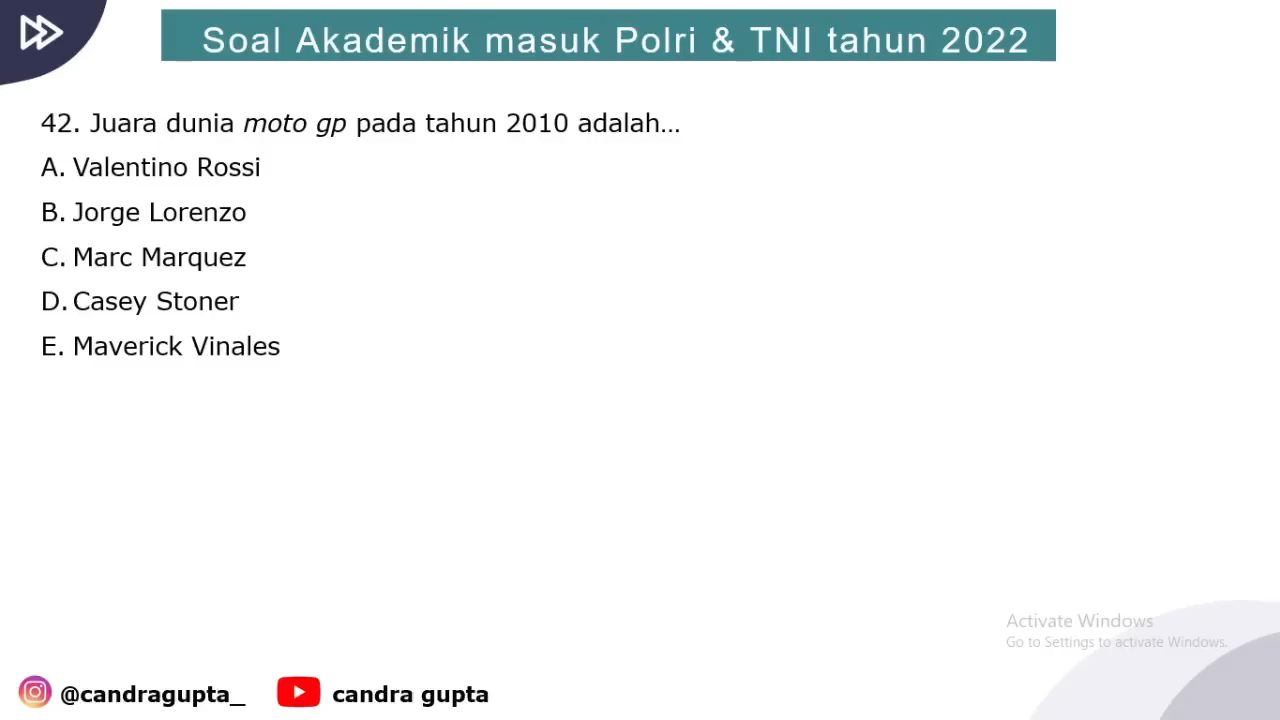 Soal Akademik masuk Polri & TNI tahun 2022
42. Juara dunia moto gp pada tahun 2010 adalah...
A. Valentino Rossi
B. Jorge Lorenzo
C. Marc Marquez
D. Casey Stoner
E. Maverick Vinales
Activate Windows
Go to Settings to activate Windows.
@candragupta_ candra gupta